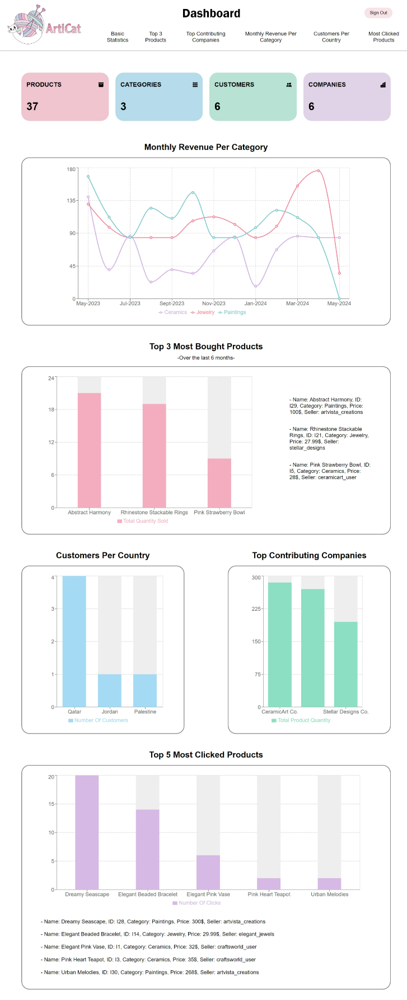 ArtiCat
Dashboard
Sign Out
Basic
Statistics
Top 3
Products
Top Contributing
Companies
Monthly Revenue Per
Category
Customers Per
Country
Most Clicked
Products
PRODUCTS
37
CATEGORIES
3
CUSTOMERS
6
COMPANIES
6
Monthly Revenue Per Category
180
135
90
45
0
May-2023 Jul-2023 Sept-2023 Nov-2023 Jan-2024 Mar-2024 May-2024
Ceramics Jewelry Paintings
Top 3 Most Bought Products
-Over the last 6 months-
24
18
12
6
0
Abstract Harmony Rhinestone Stackable Rings Pink Strawberry Bowl
Total Quantity Sold
- Name: Abstract Harmony, ID:
I29, Category: Paintings, Price:
100$, Seller: artvista_creations
- Name: Rhinestone Stackable
Rings, ID: I21, Category: Jewelry,
Price: 27.99$, Seller:
stellar_designs
- Name: Pink Strawberry Bowl, ID:
I5, Category: Ceramics, Price:
28$, Seller: ceramicart_user
Customers Per Country
4
3
2
1
0
Qatar Jordan Palestine
Number Of Customers
Top Contributing Companies
300
225
150
75
0
CeramicArt Co. Stellar Designs Co.
Total Product Quantity
Top 5 Most Clicked Products
20
15
10
5
0
Dreamy Seascape Elegant Beaded Bracelet Elegant Pink Vase Pink Heart Teapot Urban Melodies
Number Of Clicks
- Name: Dreamy Seascape, ID: I28, Category: Paintings, Price: 300$, Seller: artvista_creations
- Name: Elegant Beaded Bracelet, ID: I14, Category: Jewelry, Price: 29.99$, Seller: elegant_jewels
- Name: Elegant Pink Vase, ID: I1, Category: Ceramics, Price: 32$, Seller: craftsworld_user
- Name: Pink Heart Teapot, ID: I3, Category: Ceramics, Price: 35$, Seller: craftsworld_user
- Name: Urban Melodies, ID: I30, Category: Paintings, Price: 268$, Seller: artvista_creations